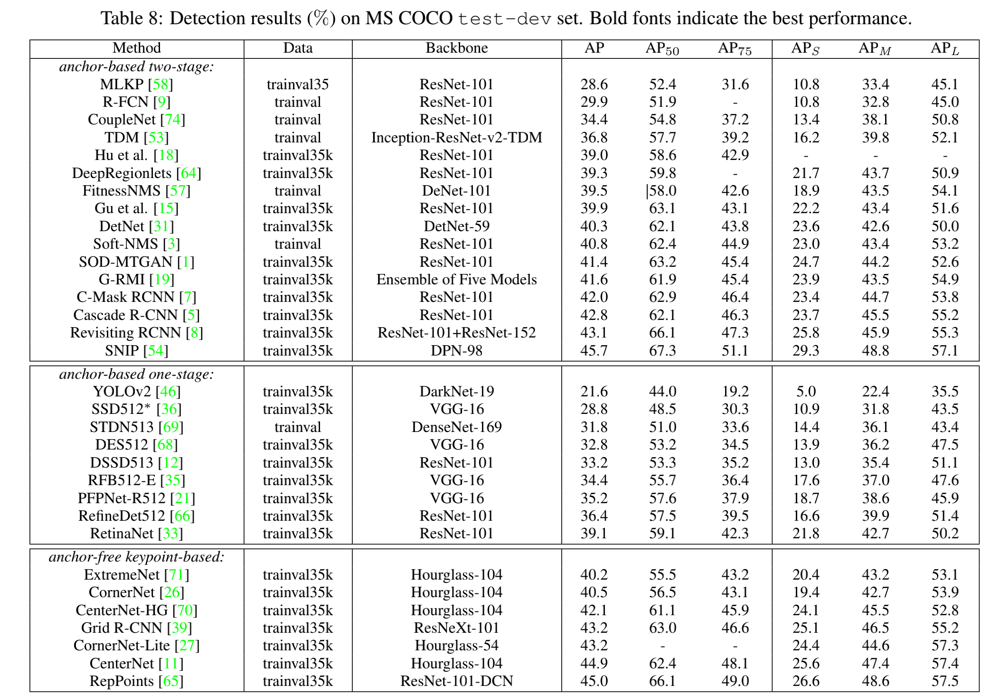 Table 8: Detection results (%) on MS COCO test-dev set. Bold fonts indicate the best performance.
Method Data Backbone AP AP50 AP75 APS APM APL
anchor-based two-stage:
MLKP [58] trainval35 ResNet-101 28.6 52.4 31.6 10.8 33.4 45.1
R-FCN [9] trainval ResNet-101 29.9 51.9 - 10.8 32.8 45.0
CoupleNet [74] trainval ResNet-101 34.4 54.8 37.2 13.4 38.1 50.8
TDM [53] trainval Inception-ResNet-v2-TDM 36.8 57.7 39.2 16.2 39.8 52.1
Hu et al. [18] trainval35k ResNet-101 39.0 58.6 42.9 - - -
DeepRegionlets [64] trainval35k ResNet-101 39.3 59.8 - 21.7 43.7 50.9
FitnessNMS [57] trainval DeNet-101 39.5 |58.0 42.6 18.9 43.5 54.1
Gu et al. [15] trainval35k ResNet-101 39.9 63.1 43.1 22.2 43.4 51.6
DetNet [31] trainval35k DetNet-59 40.3 62.1 43.8 23.6 42.6 50.0
Soft-NMS [3] trainval ResNet-101 40.8 62.4 44.9 23.0 43.4 53.2
SOD-MTGAN [1] trainval35k ResNet-101 41.4 63.2 45.4 24.7 44.2 52.6
G-RMI [19] trainval35k Ensemble of Five Models 41.6 61.9 45.4 23.9 43.5 54.9
C-Mask RCNN [7] trainval35k ResNet-101 42.0 62.9 46.4 23.4 44.7 53.8
Cascade R-CNN [5] trainval35k ResNet-101 42.8 62.1 46.3 23.7 45.5 55.2
Revisiting RCNN [8] trainval35k ResNet-101+ResNet-152 43.1 66.1 47.3 25.8 45.9 55.3
SNIP [54] trainval35k DPN-98 45.7 67.3 51.1 29.3 48.8 57.1
anchor-based one-stage:
YOLOv2 [46] trainval35k DarkNet-19 21.6 44.0 19.2 5.0 22.4 35.5
SSD512* [36] trainval35k VGG-16 28.8 48.5 30.3 10.9 31.8 43.5
STDN513 [69] trainval DenseNet-169 31.8 51.0 33.6 14.4 36.1 43.4
DES512 [68] trainval35k VGG-16 32.8 53.2 34.5 13.9 36.2 47.5
DSSD513 [12] trainval35k ResNet-101 33.2 53.3 35.2 13.0 35.4 51.1
RFB512-E [35] trainval35k VGG-16 34.4 55.7 36.4 17.6 37.0 47.6
PFPNet-R512 [21] trainval35k VGG-16 35.2 57.6 37.9 18.7 38.6 45.9
RefineDet512 [66] trainval35k ResNet-101 36.4 57.5 39.5 16.6 39.9 51.4
RetinaNet [33] trainval35k ResNet-101 39.1 59.1 42.3 21.8 42.7 50.2
anchor-free keypoint-based:
ExtremeNet [71] trainval35k Hourglass-104 40.2 55.5 43.2 20.4 43.2 53.1
CornerNet [26] trainval35k Hourglass-104 40.5 56.5 43.1 19.4 42.7 53.9
CenterNet-HG [70] trainval35k Hourglass-104 42.1 61.1 45.9 24.1 45.5 52.8
Grid R-CNN [39] trainval35k ResNeXt-101 43.2 63.0 46.6 25.1 46.5 55.2
CornerNet-Lite [27] trainval35k Hourglass-54 43.2 - - 24.4 44.6 57.3
CenterNet [11] trainval35k Hourglass-104 44.9 62.4 48.1 25.6 47.4 57.4
RepPoints [65] trainval35k ResNet-101-DCN 45.0 66.1 49.0 26.6 48.6 57.5